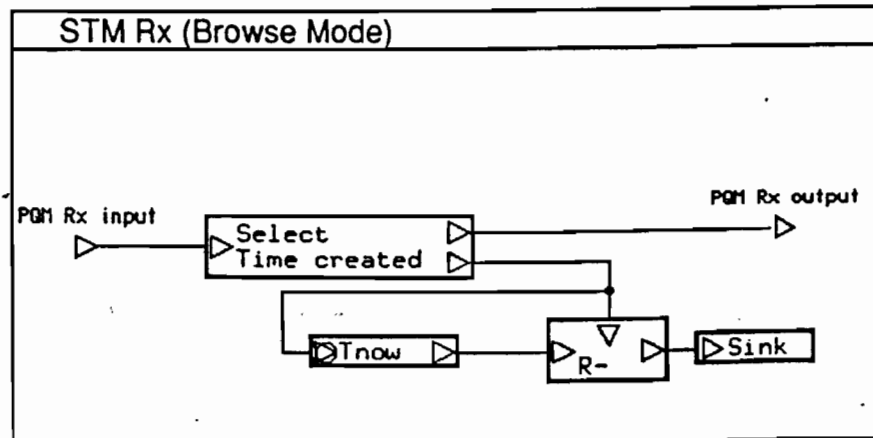 STM Rx (Browse Mode)
PQM Rx input
PQM Rx output
Select
Time created
Tnow
R-
Sink